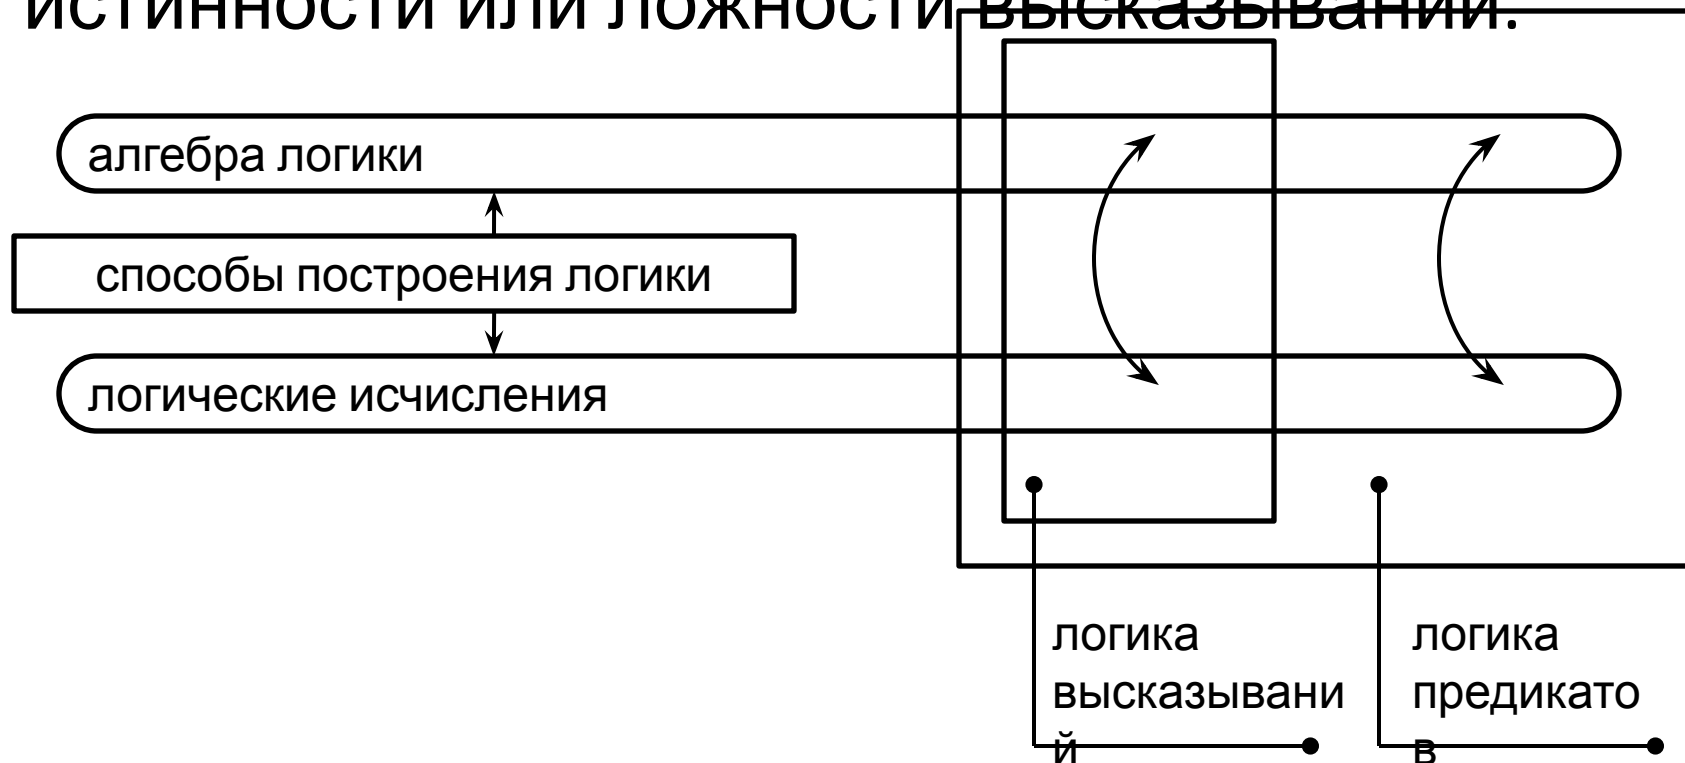 истинности или ложности высказываний.
алгебра логики
способы построения логики
логические исчисления
логика
высказывани
й
логика
предикато
в